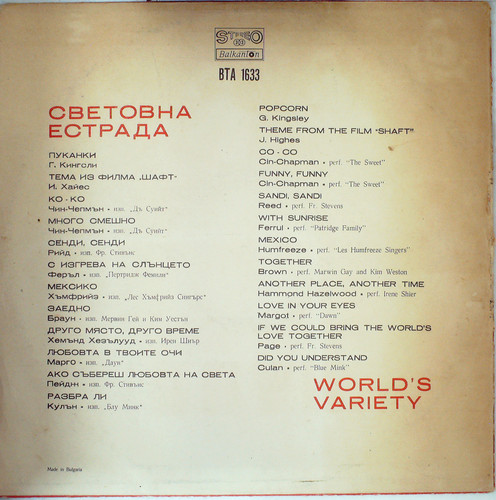 STEREO
Balkanton
BTA 1633
СВЕТОВНА
ЕСТРАДА
ПУКАНКИ
Г. Кингсли
ТЕМА ИЗ ФИЛМА „ШАФТ"
И. Хайес
КО - КО
Чин-Чепмън • изп. „Дъ Суийт"
МНОГО СМЕШНО
Чин-Чепмън • изп. „Дъ Суийт"
СЕНДИ, СЕНДИ
Рийд • изп. Фр. Стивънс
С ИЗГРЕВА НА СЛЪНЦЕТО
Феръл • изп. „Пертридже Фемили"
МЕКСИКО
Хъмфрийз • изп. „Лес Хъмфрийз Сингърс"
ЗАЕДНО
Браун • изп. Мервин Гей и Ким Уестън
ДРУГО МЯСТО, ДРУГО ВРЕМЕ
Хемънд Хезълууд • изп. Ирен Шиър
ЛЮБОВТА В ТВОИТЕ ОЧИ
Марго • изп. „Даун"
АКО СЪБЕРЕШ ЛЮБОВТА НА СВЕТА
Пейдж • изп. Фр. Стивънс
РАЗБРА ЛИ
Кулън • изп. „Блу Минк"
POPCORN
G. Kingsley
THEME FROM THE FILM "SHAFT"
J. Highes
CO - CO
Cin-Chapman • perf. "The Sweet"
FUNNY, FUNNY
Cin-Chapman • perf. "The Sweet"
SANDI, SANDI
Reed • perf. Fr. Stevens
WITH SUNRISE
Ferrul • perf. "Patridge Family"
MEXICO
Humfreeze • perf. "Les Humfreeze Singers"
TOGETHER
Brown • perf. Marwin Gay and Kim Weston
ANOTHER PLACE, ANOTHER TIME
Hammond Hazelwood • perf. Irene Shier
LOVE IN YOUR EYES
Margot • perf. "Dawn"
IF WE COULD BRING THE WORLD'S
LOVE TOGETHER
Page • perf. Fr. Stevens
DID YOU UNDERSTAND
Culan • perf. "Blue Mink"
WORLD'S
VARIETY
Made in Bulgaria